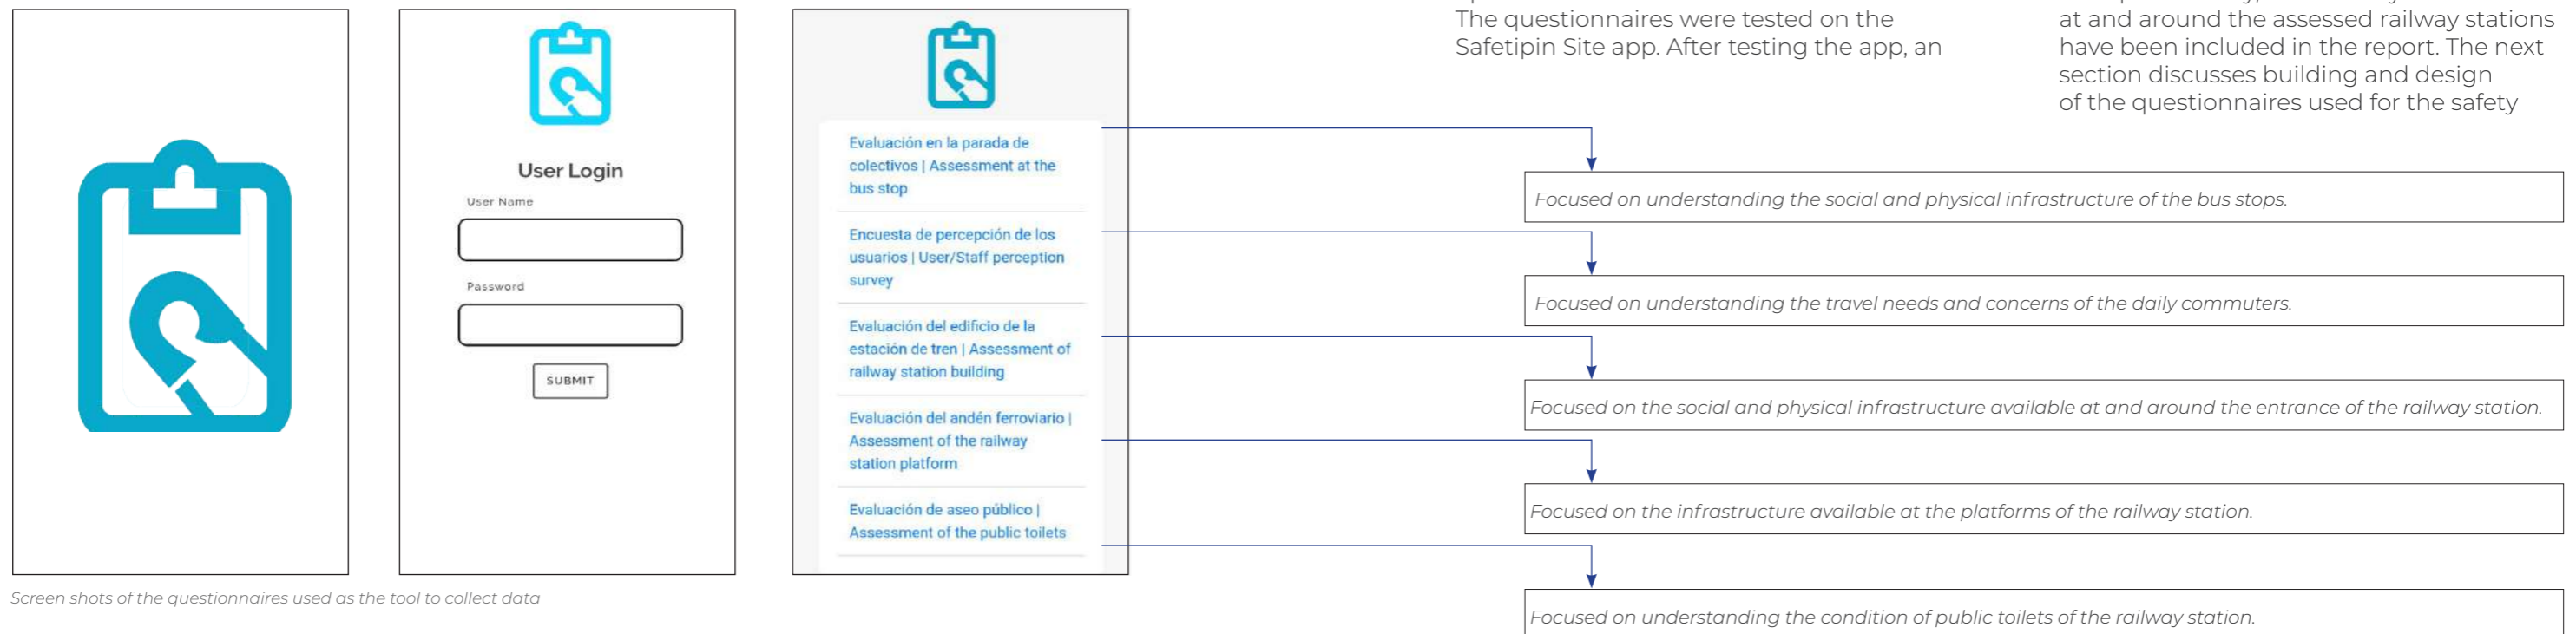 The questionnaires were tested on the
Safetipin Site app. After testing the app, an
at and around the assessed railway stations
have been included in the report. The next
section discusses building and design
of the questionnaires used for the safety
User Login
User Name
Password
SUBMIT
Evaluación en la parada de
colectivos | Assessment at the
bus stop
Encuesta de percepción de los
usuarios | User/Staff perception
survey
Evaluación del edificio de la
estación de tren | Assessment of
railway station building
Evaluación del andén ferroviario |
Assessment of the railway
station platform
Evaluación de aseo público |
Assessment of the public toilets
Focused on understanding the social and physical infrastructure of the bus stops.
Focused on understanding the travel needs and concerns of the daily commuters.
Focused on the social and physical infrastructure available at and around the entrance of the railway station.
Focused on the infrastructure available at the platforms of the railway station.
Focused on understanding the condition of public toilets of the railway station.
Screen shots of the questionnaires used as the tool to collect data